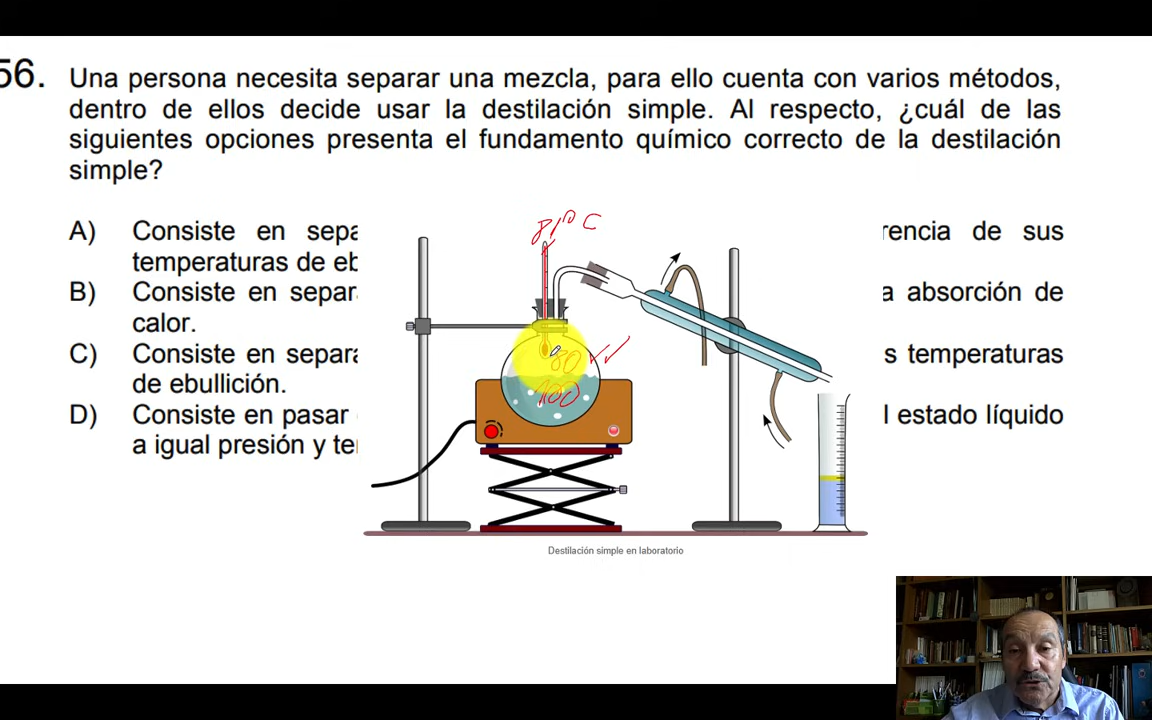 56.
Una persona necesita separar una mezcla, para ello cuenta con varios métodos,
dentro de ellos decide usar la destilación simple. Al respecto, ¿cuál de las
siguientes opciones presenta el fundamento químico correcto de la destilación
simple?
A) Consiste en sepa rencia de sus
temperaturas de eb
B) Consiste en separ a absorción de
calor.
C) Consiste en separa s temperaturas
de ebullición.
D) Consiste en pasar l estado líquido
a igual presión y te
80
100
Destilación simple en laboratorio